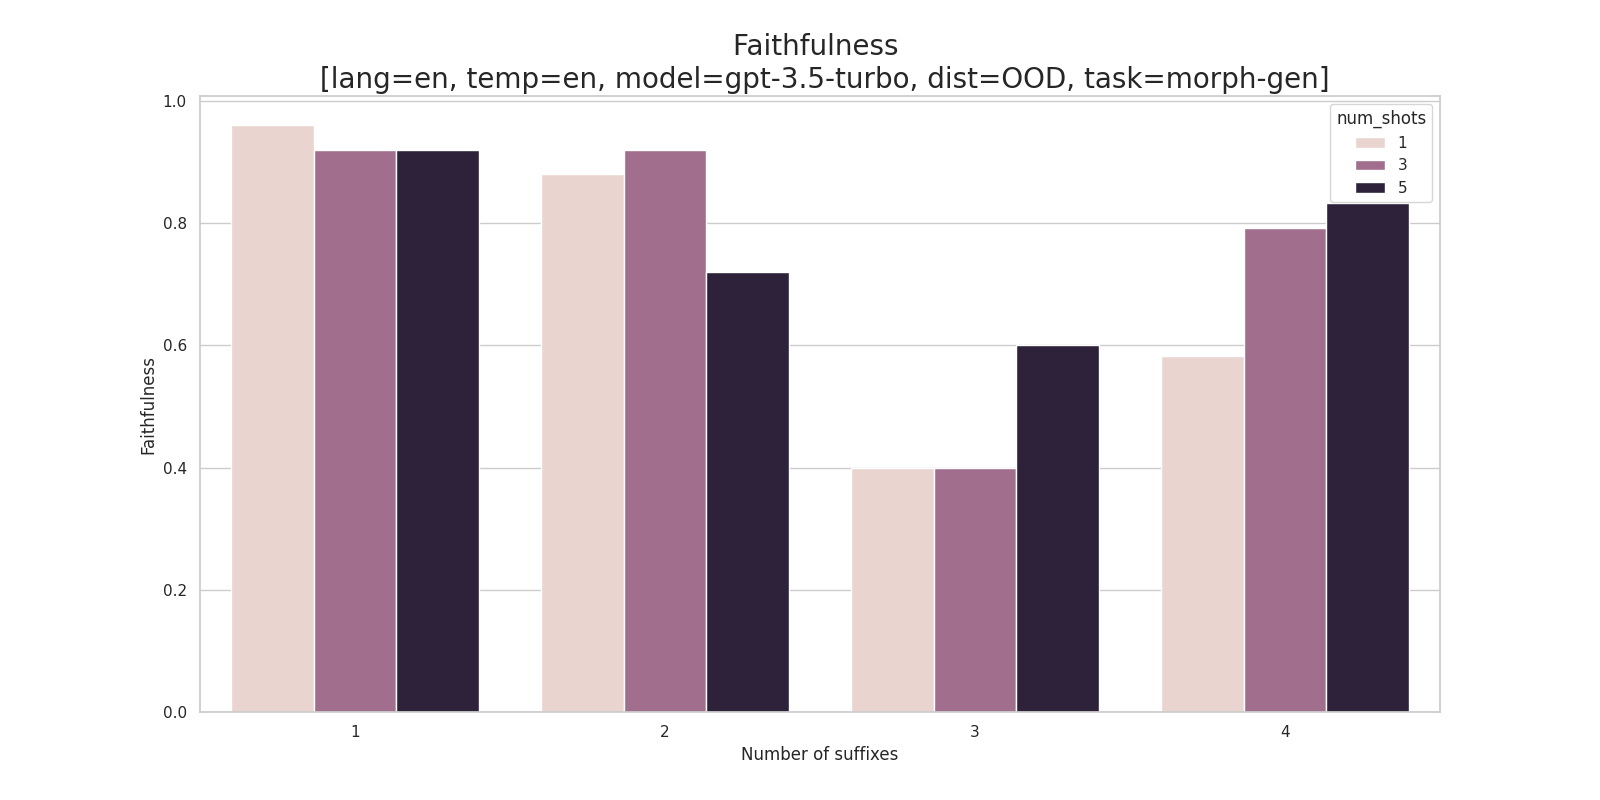 Faithfulness
[lang=en, temp=en, model=gpt-3.5-turbo, dist=OOD, task=morph-gen]
1.0
0.8
0.6
0.4
0.2
0.0
Faithfulness
num_shots
1
3
5
1
2
3
4
Number of suffixes